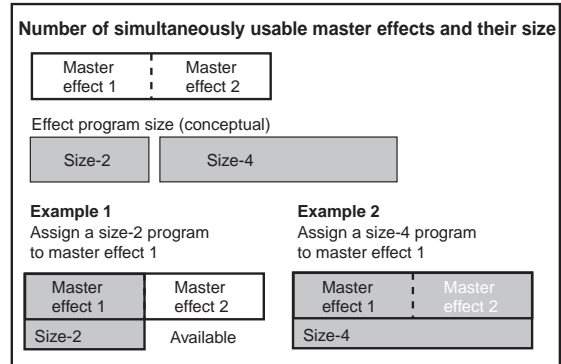 Number of simultaneously usable master effects and their size
Master effect 1
Master effect 2
Effect program size (conceptual)
Size-2
Size-4
Example 1
Assign a size-2 program
to master effect 1
Master effect 1
Master effect 2
Size-2
Available
Example 2
Assign a size-4 program
to master effect 1
Master effect 1
Master effect 2
Size-4